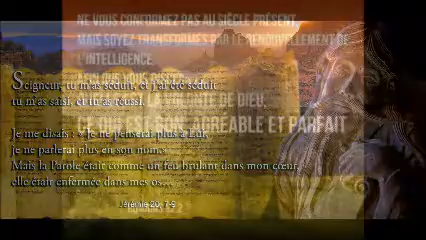 NE VOUS CONFORMEZ PAS AU SIÈCLE PRÉSENT,
MAIS SOYEZ TRANSFORMÉS PAR LE RENOUVELLEMENT DE
L'INTELLIGENCE
AFIN QUE VOUS DISTER
LA VOLONTÉ DE DIEU,
CE QUI EST BON, AGRÉABLE ET PARFAIT
Seigneur, tu m'as séduit, et j'ai été séduit
tu m'as saisi, et tu as réussi.
Je me disais : « Je ne penserai plus à Lui,
je ne parlerai plus en son nom.
Mais la Parole était comme un feu brûlant dans mon cœur,
elle était enfermée dans mes os...
Jérémie 20, 7-9